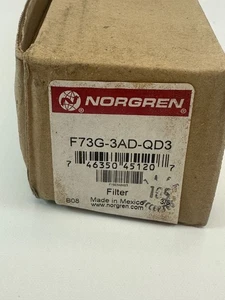 NORGREN
F73G-3AD-QD3
7 46350 45120 7
Filter
B08 Made in Mexico
www.norgren.com